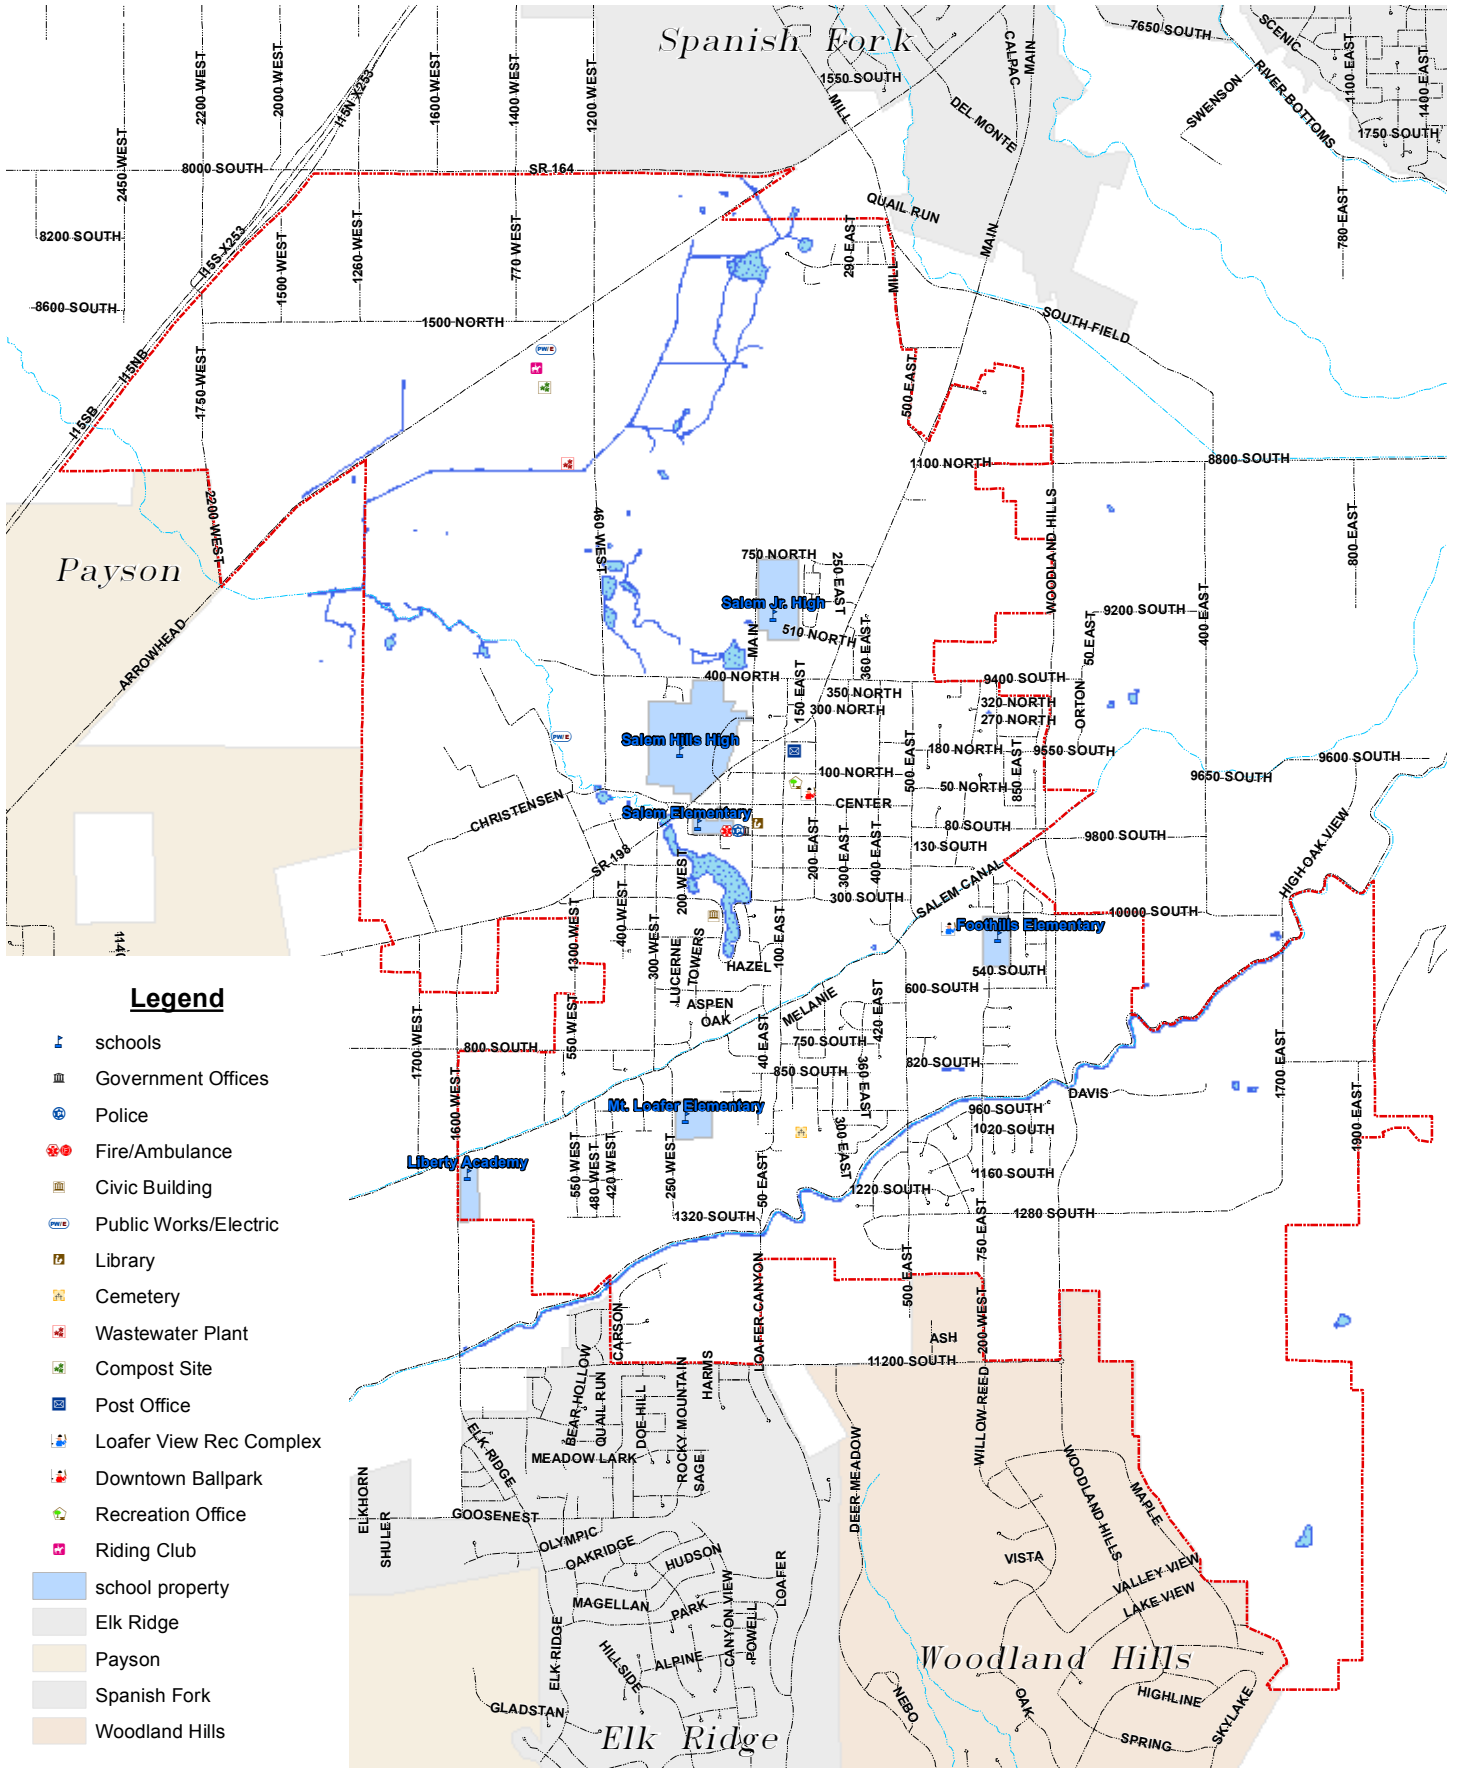 Spanish Fork
7650 SOUTH
SCENIC
1100 EAST
1400 EAST
RIVER BOTTOMS
SWENSON
1750 SOUTH
780 EAST
CALPAC
MAIN
1550 SOUTH
MILL
DEL MONTE
2200 WEST
2000 WEST
I15N X253
1600 WEST
1400 WEST
1200 WEST
2450 WEST
8000 SOUTH
SR 164
8200 SOUTH
I15S X253
1500 WEST
1260 WEST
770 WEST
8600 SOUTH
1500 NORTH
QUAIL RUN
290 EAST
MILL
MAIN
SOUTH FIELD
I15NB
I15SB
1750 WEST
PW/E
500 EAST
1100 NORTH
8800 SOUTH
2200 WEST
460 WEST
WOODLAND HILLS
800 EAST
Payson
750 NORTH
250 EAST
Salem Jr. High
510 NORTH
MAIN
360 EAST
9200 SOUTH
50 EAST
400 EAST
ARROWHEAD
400 NORTH
150 EAST
350 NORTH
300 NORTH
9400 SOUTH
320 NORTH
270 NORTH
ORTON
Salem Hills High
PW/E
180 NORTH
9550 SOUTH
500 EAST
850 EAST
100 NORTH
50 NORTH
9650 SOUTH
9600 SOUTH
CHRISTENSEN
Salem Elementary
CENTER
80 SOUTH
9800 SOUTH
130 SOUTH
HIGH OAK VIEW
SR 198
200 WEST
200 EAST
300 EAST
400 EAST
SALEM CANAL
300 SOUTH
10000 SOUTH
Foothills Elementary
1140
1300 WEST
400 WEST
300 WEST
LUCERNE
TOWERS
100 EAST
HAZEL
540 SOUTH
600 SOUTH
ASPEN
OAK
MELANIE
420 EAST
1700 WEST
550 WEST
800 SOUTH
40 EAST
750 SOUTH
820 SOUTH
850 SOUTH
360 EAST
DAVIS
1700 EAST
1600 WEST
Mt. Loafer Elementary
960 SOUTH
1020 SOUTH
300 EAST
1900 EAST
Liberty Academy
550 WEST
480 WEST
420 WEST
250 WEST
50 EAST
1160 SOUTH
1220 SOUTH
1320 SOUTH
1280 SOUTH
750 EAST
500 EAST
LOAFER CANYON
CARSON
200 WEST
ASH
11200 SOUTH
BEAR HOLLOW
QUAIL RUN
DOE HILL
ROCKY MOUNTAIN
HARMS
SAGE
WILLOW REED
DEER MEADOW
ELK RIDGE
MEADOW LARK
WOODLAND HILLS
MAPLE
ELKHORN
SHULER
GOOSENEST
OLYMPIC
OAKRIDGE
HUDSON
LOAFER
VISTA
VALLEY VIEW
LAKE VIEW
MAGELLAN
PARK
CANYON VIEW
POWELL
ELK RIDGE
HILLSIDE
ALPINE
Woodland Hills
NEBO
OAK
HIGHLINE
SKYLAKE
SPRING
GLADSTAN
Elk Ridge
Legend
schools
Government Offices
Police
Fire/Ambulance
Civic Building
PW/E Public Works/Electric
Library
Cemetery
Wastewater Plant
Compost Site
Post Office
Loafer View Rec Complex
Downtown Ballpark
Recreation Office
Riding Club
school property
Elk Ridge
Payson
Spanish Fork
Woodland Hills